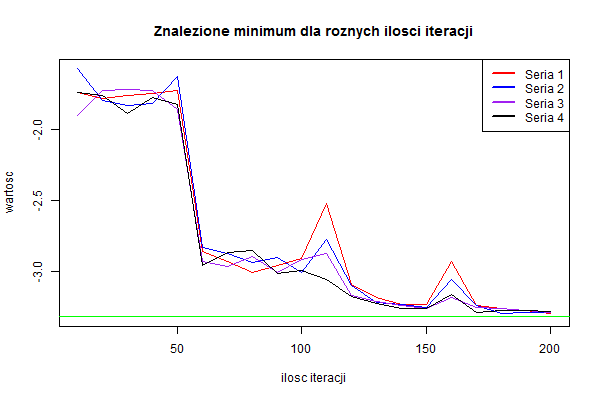 Znalezione minimum dla roznych ilosci iteracji
Seria 1
Seria 2
Seria 3
Seria 4
wartosc
-2.0
-2.5
-3.0
50
100
150
200
ilosc iteracji